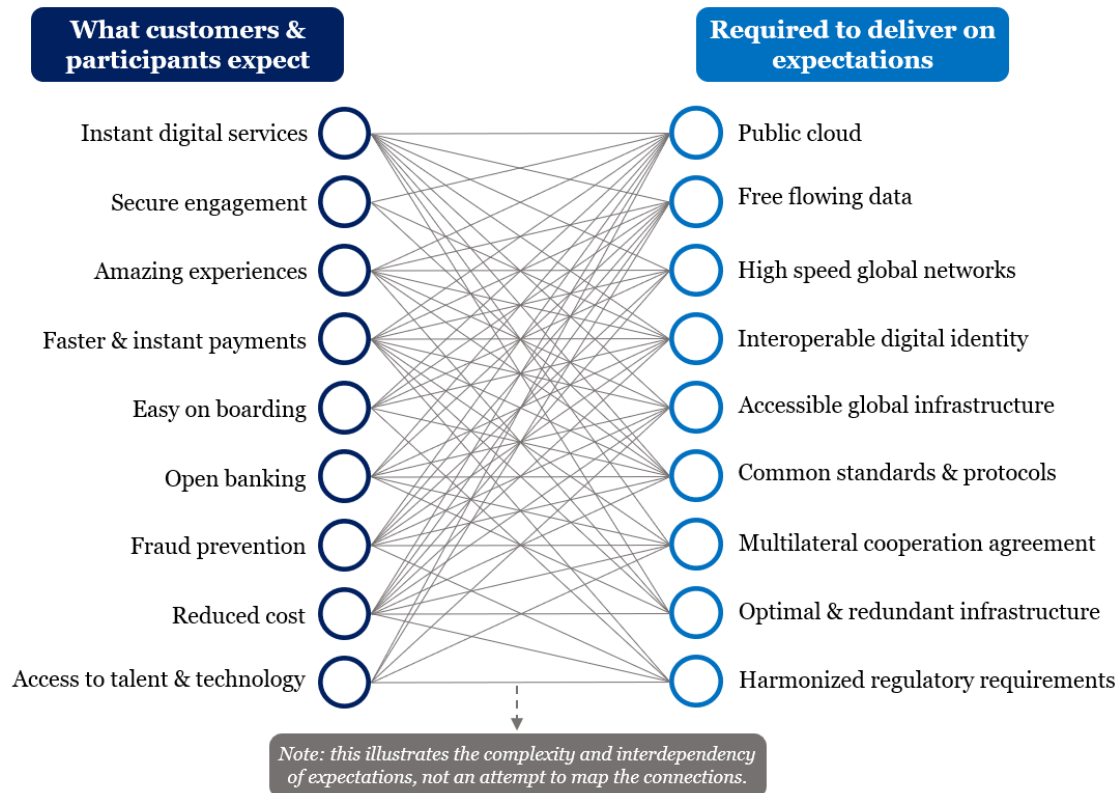 What customers &
participants expect
Required to deliver on
expectations
Instant digital services
Public cloud
Secure engagement
Free flowing data
Amazing experiences
High speed global networks
Faster & instant payments
Interoperable digital identity
Easy on boarding
Accessible global infrastructure
Open banking
Common standards & protocols
Fraud prevention
Multilateral cooperation agreement
Reduced cost
Optimal & redundant infrastructure
Access to talent & technology
Harmonized regulatory requirements
Note: this illustrates the complexity and interdependency
of expectations, not an attempt to map the connections.